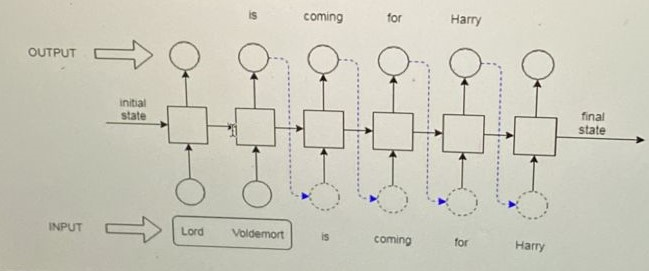 is coming for Harry
OUTPUT
initial
state
final
state
INPUT
Lord Voldemort is coming for Harry